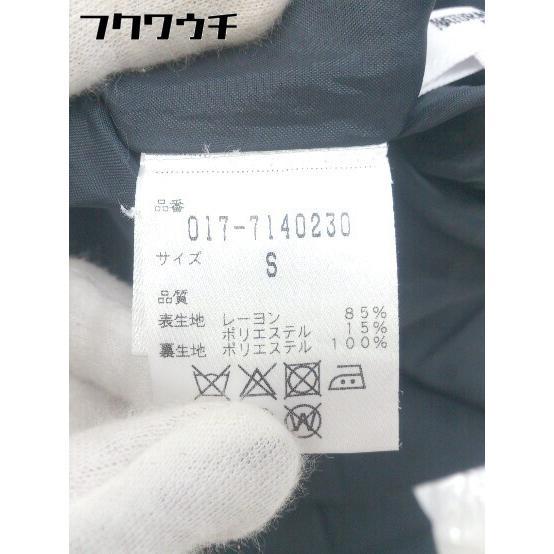 フクワウチ
NATURA
品番
017-7140230
サイズ S
品質
表生地 レーヨン 85%
ポリエステル 15%
裏生地 ポリエステル 100%
W